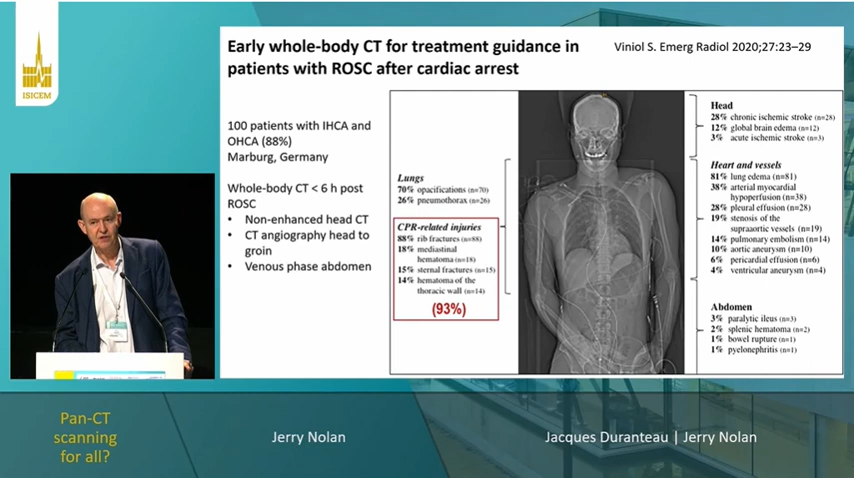 ISICEM
Early whole-body CT for treatment guidance in
patients with ROSC after cardiac arrest
Viniol S. Emerg Radiol 2020;27:23–29
100 patients with IHCA and
OHCA (88%)
Marburg, Germany
Whole-body CT < 6 h post
ROSC
• Non-enhanced head CT
• CT angiography head to
groin
• Venous phase abdomen
Lungs
70% opacifications (n=70)
26% pneumothorax (n=26)
CPR-related injuries
88% rib fractures (n=88)
18% mediastinal
hematoma (n=18)
15% sternal fractures (n=15)
14% hematoma of the
thoracic wall (n=14)
(93%)
Head
28% chronic ischemic stroke (n=28)
12% global brain edema (n=12)
3% acute ischemic stroke (n=3)
Heart and vessels
81% lung edema (n=81)
38% arterial myocardial
hypoperfusion (n=38)
28% pleural effusion (n=28)
19% stenosis of the
supraaortic vessels (n=19)
14% pulmonary embolism (n=14)
10% aortic aneurysm (n=10)
6% pericardial effusion (n=6)
4% ventricular aneurysm (n=4)
Abdomen
3% paralytic ileus (n=3)
2% splenic hematoma (n=2)
1% bowel rupture (n=1)
1% pyelonephritis (n=1)
Pan-CT
scanning
for all?
Jerry Nolan
Jacques Duranteau | Jerry Nolan